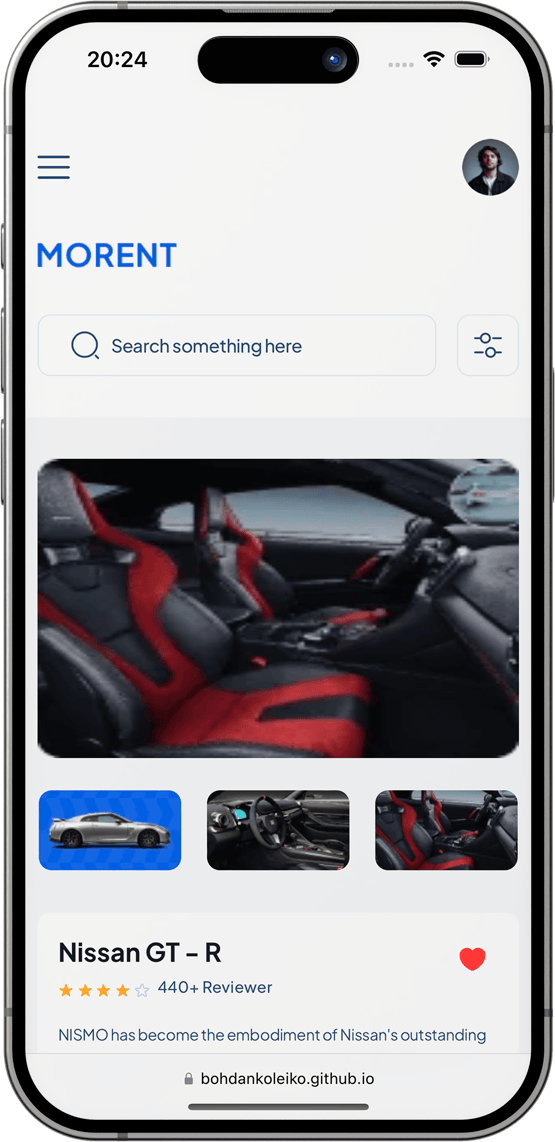 20:24
MORENT
Search something here
Nissan GT – R
440+ Reviewer
NISMO has become the embodiment of Nissan's outstanding
bohdankoleiko.github.io